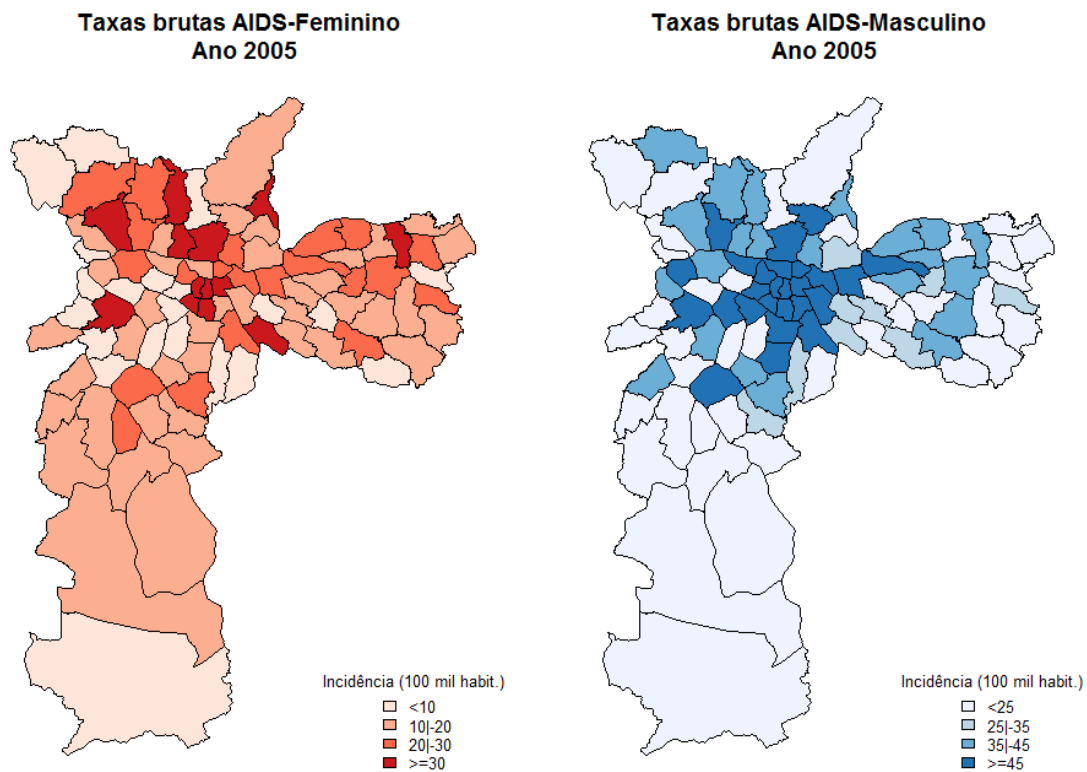 Taxas brutas AIDS-Feminino
Ano 2005
Incidência (100 mil habit.)
<10
10|-20
20|-30
>=30
Taxas brutas AIDS-Masculino
Ano 2005
Incidência (100 mil habit.)
<25
25|-35
35|-45
>=45